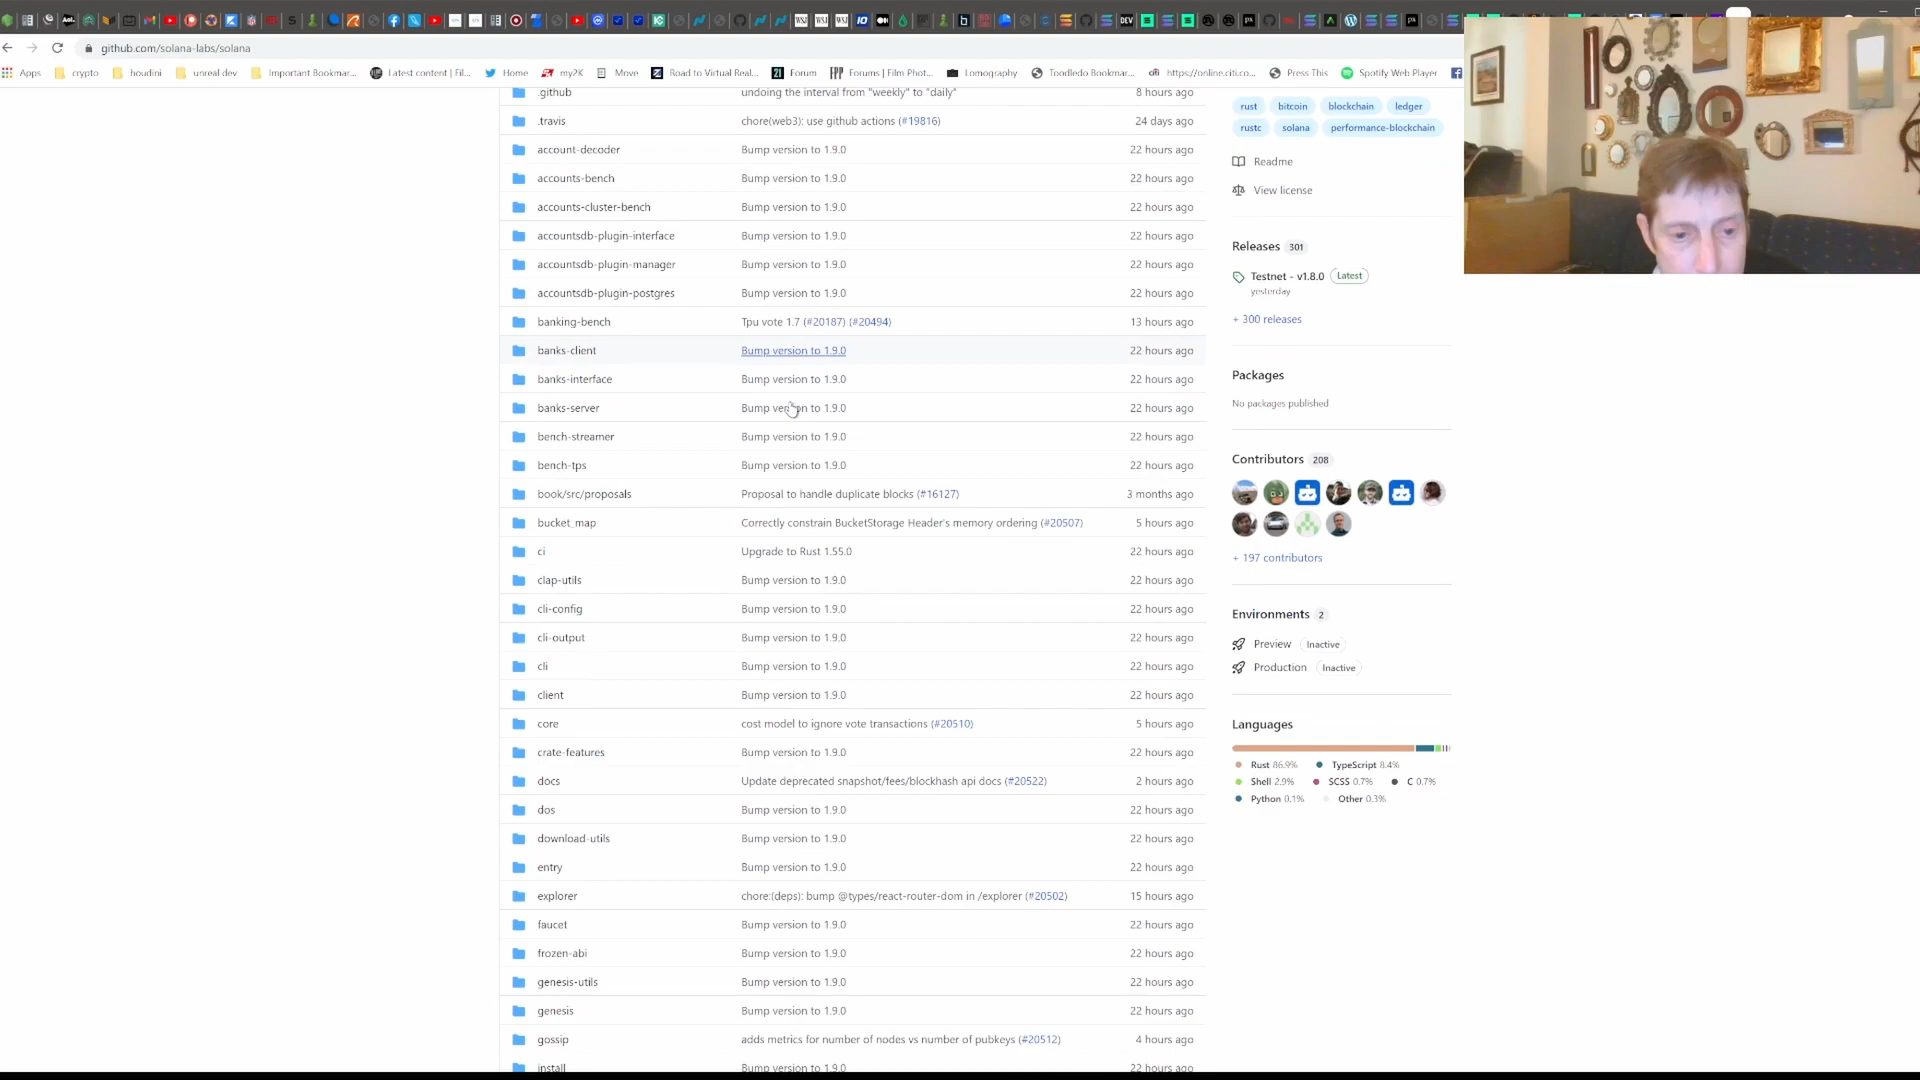 github.com/solana-labs/solana
Apps crypto houdini unreal dev Important Bookmar... Latest content | Fil... Home my2K Move Road to Virtual Real... Forum Forums | Film Phot... Lomography Toodledo Bookmar... https://online.citi.co... Press This Spotify Web Player
.github undoing the interval from "weekly" to "daily" 8 hours ago
.travis chore(web3): use github actions (#19816) 24 days ago
account-decoder Bump version to 1.9.0 22 hours ago
accounts-bench Bump version to 1.9.0 22 hours ago
accounts-cluster-bench Bump version to 1.9.0 22 hours ago
accountsdb-plugin-interface Bump version to 1.9.0 22 hours ago
accountsdb-plugin-manager Bump version to 1.9.0 22 hours ago
accountsdb-plugin-postgres Bump version to 1.9.0 22 hours ago
banking-bench Tpu vote 1.7 (#20187) (#20494) 13 hours ago
banks-client Bump version to 1.9.0 22 hours ago
banks-interface Bump version to 1.9.0 22 hours ago
banks-server Bump version to 1.9.0 22 hours ago
bench-streamer Bump version to 1.9.0 22 hours ago
bench-tps Bump version to 1.9.0 22 hours ago
book/src/proposals Proposal to handle duplicate blocks (#16127) 3 months ago
bucket_map Correctly constrain BucketStorage Header's memory ordering (#20507) 5 hours ago
ci Upgrade to Rust 1.55.0 22 hours ago
clap-utils Bump version to 1.9.0 22 hours ago
cli-config Bump version to 1.9.0 22 hours ago
cli-output Bump version to 1.9.0 22 hours ago
cli Bump version to 1.9.0 22 hours ago
client Bump version to 1.9.0 22 hours ago
core cost model to ignore vote transactions (#20510) 5 hours ago
crate-features Bump version to 1.9.0 22 hours ago
docs Update deprecated snapshot/fees/blockhash api docs (#20522) 2 hours ago
dos Bump version to 1.9.0 22 hours ago
download-utils Bump version to 1.9.0 22 hours ago
entry Bump version to 1.9.0 22 hours ago
explorer chore:(deps): bump @types/react-router-dom in /explorer (#20502) 15 hours ago
faucet Bump version to 1.9.0 22 hours ago
frozen-abi Bump version to 1.9.0 22 hours ago
genesis-utils Bump version to 1.9.0 22 hours ago
genesis Bump version to 1.9.0 22 hours ago
gossip adds metrics for number of nodes vs number of pubkeys (#20512) 4 hours ago
install Bump version to 1.9.0 22 hours ago
rust bitcoin blockchain ledger
rustc solana performance-blockchain
Readme
View license
Releases 301
Testnet - v1.8.0 Latest
yesterday
+ 300 releases
Packages
No packages published
Contributors 208
+ 197 contributors
Environments 2
Preview Inactive
Production Inactive
Languages
Rust 86.9% TypeScript 8.4%
Shell 2.9% SCSS 0.7% C 0.7%
Python 0.1% Other 0.3%